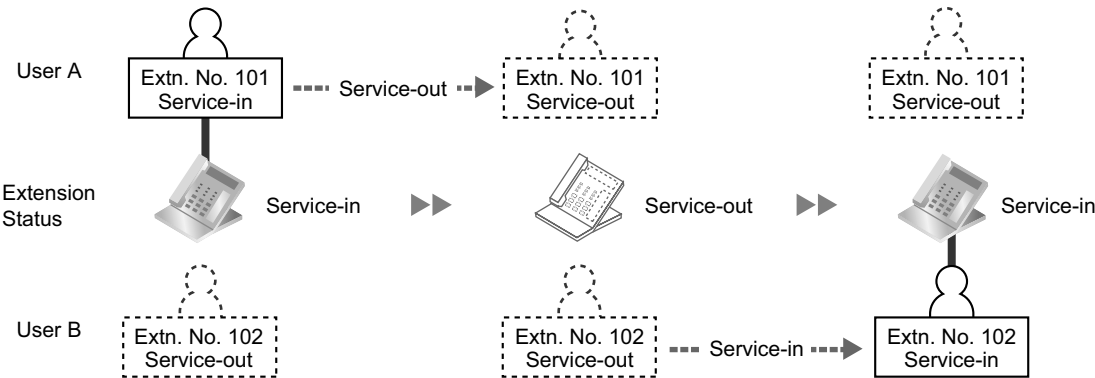 User A
Extn. No. 101
Service-in
Service-out
Extn. No. 101
Service-out
Extn. No. 101
Service-out
Extension
Status
Service-in
Service-out
Service-in
User B
Extn. No. 102
Service-out
Extn. No. 102
Service-out
Service-in
Extn. No. 102
Service-in